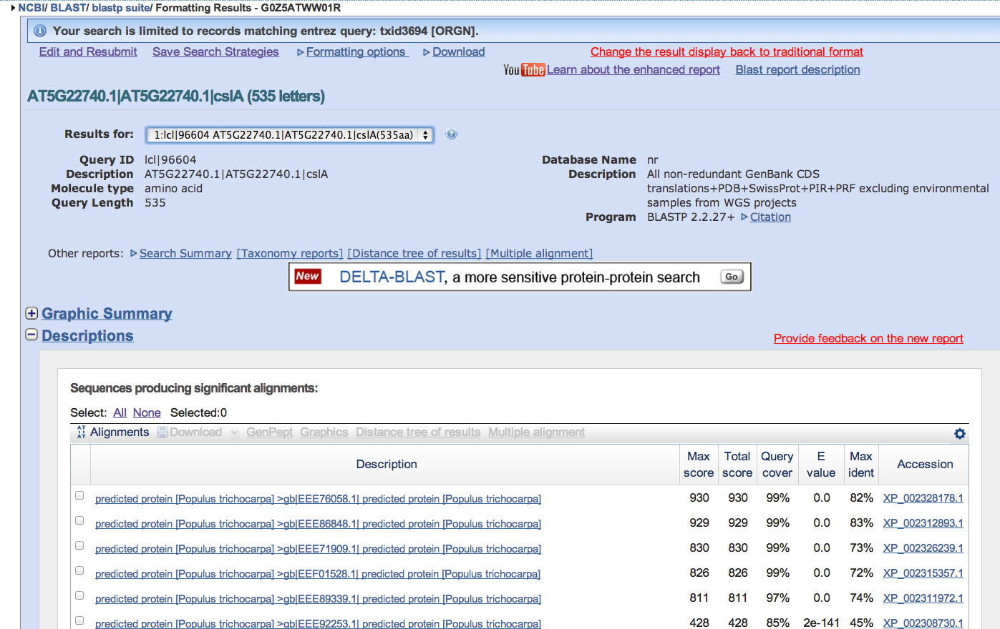 NCBI/ BLAST/ blastp suite/ Formatting Results - G0Z5ATWW01R
Your search is limited to records matching entrez query: txid3694 [ORGN].
Edit and Resubmit Save Search Strategies Formatting options Download Change the result display back to traditional format
You Tube Learn about the enhanced report Blast report description
AT5G22740.1|AT5G22740.1|cslA (535 letters)
Results for: 1:lcl|96604 AT5G22740.1|AT5G22740.1|cslA(535aa)
Query ID lcl|96604
Description AT5G22740.1|AT5G22740.1|cslA
Molecule type amino acid
Query Length 535
Database Name nr
Description All non-redundant GenBank CDS
translations+PDB+SwissProt+PIR+PRF excluding environmental
samples from WGS projects
Program BLASTP 2.2.27+ Citation
Other reports: Search Summary [Taxonomy reports] [Distance tree of results] [Multiple alignment]
New DELTA-BLAST, a more sensitive protein-protein search Go
Graphic Summary
Descriptions
Provide feedback on the new report
Sequences producing significant alignments:
Select: All None Selected:0
AT AT Alignments Download GenPept Graphics Distance tree of results Multiple alignment
Description Max score Total score Query cover E value Max ident Accession
predicted protein [Populus trichocarpa] >gb|EEE76058.1| predicted protein [Populus trichocarpa] 930 930 99% 0.0 82% XP_002328178.1
predicted protein [Populus trichocarpa] >gb|EEE86848.1| predicted protein [Populus trichocarpa] 929 929 99% 0.0 83% XP_002312893.1
predicted protein [Populus trichocarpa] >gb|EEE71909.1| predicted protein [Populus trichocarpa] 830 830 99% 0.0 73% XP_002326239.1
predicted protein [Populus trichocarpa] >gb|EEF01528.1| predicted protein [Populus trichocarpa] 826 826 99% 0.0 72% XP_002315357.1
predicted protein [Populus trichocarpa] >gb|EEE89339.1| predicted protein [Populus trichocarpa] 811 811 97% 0.0 74% XP_002311972.1
predicted protein [Populus trichocarpa] >gb|EEE92253.1| predicted protein [Populus trichocarpa] 428 428 85% 2e-141 45% XP_002308730.1